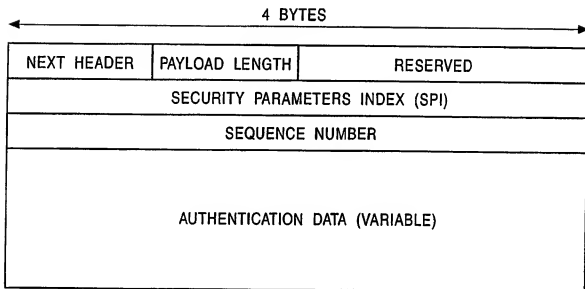 4 BYTES
NEXT HEADER PAYLOAD LENGTH RESERVED
SECURITY PARAMETERS INDEX (SPI)
SEQUENCE NUMBER
AUTHENTICATION DATA (VARIABLE)